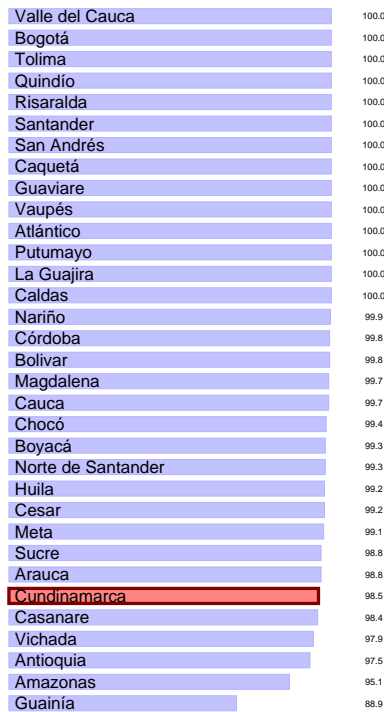 Valle del Cauca 100.0
Bogotá 100.0
Tolima 100.0
Quindío 100.0
Risaralda 100.0
Santander 100.0
San Andrés 100.0
Caquetá 100.0
Guaviare 100.0
Vaupés 100.0
Atlántico 100.0
Putumayo 100.0
La Guajira 100.0
Caldas 100.0
Nariño 99.9
Córdoba 99.8
Bolivar 99.8
Magdalena 99.7
Cauca 99.7
Chocó 99.4
Boyacá 99.3
Norte de Santander 99.3
Huila 99.2
Cesar 99.2
Meta 99.1
Sucre 98.8
Arauca 98.8
Cundinamarca 98.5
Casanare 98.4
Vichada 97.9
Antioquia 97.5
Amazonas 95.1
Guainía 88.9